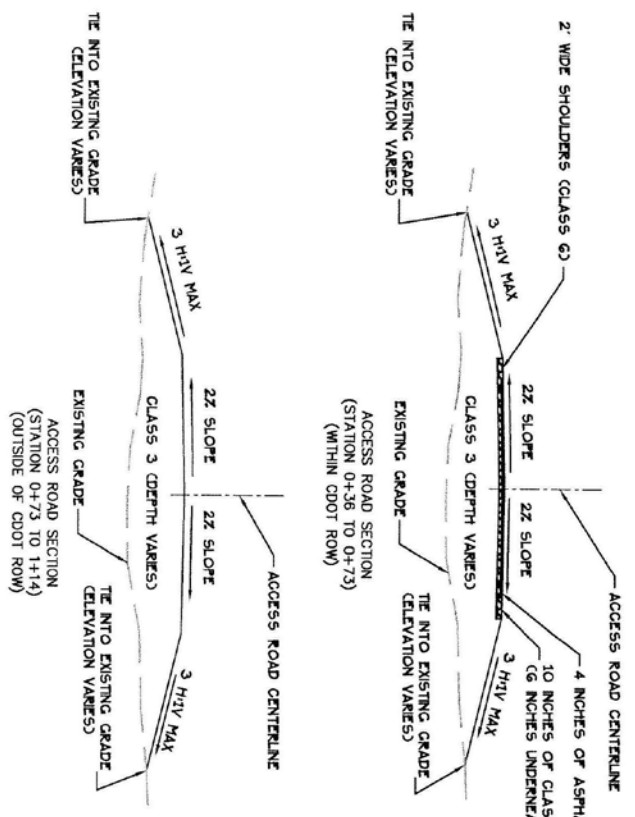 2' WIDE SHOULDERS (CLASS 6)
ACCESS ROAD CENTERLINE
4 INCHES OF ASPHA
10 INCHES OF CLAS
(6 INCHES UNDERNEA
2% SLOPE
2% SLOPE
3 H:1V MAX
3 H:1V MAX
CLASS 3 (DEPTH VARIES)
TIE INTO EXISTING GRADE
(ELEVATION VARIES)
EXISTING GRADE
TIE INTO EXISTING GRADE
(ELEVATION VARIES)
ACCESS ROAD SECTION
(STATION 0+36 TO 0+73)
(WITHIN CDOT ROW)
ACCESS ROAD CENTERLINE
2% SLOPE
2% SLOPE
3 H:1V MAX
3 H:1V MAX
CLASS 3 (DEPTH VARIES)
TIE INTO EXISTING GRADE
(ELEVATION VARIES)
EXISTING GRADE
TIE INTO EXISTING GRADE
(ELEVATION VARIES)
ACCESS ROAD SECTION
(STATION 0+73 TO 1+14)
(OUTSIDE OF CDOT ROW)